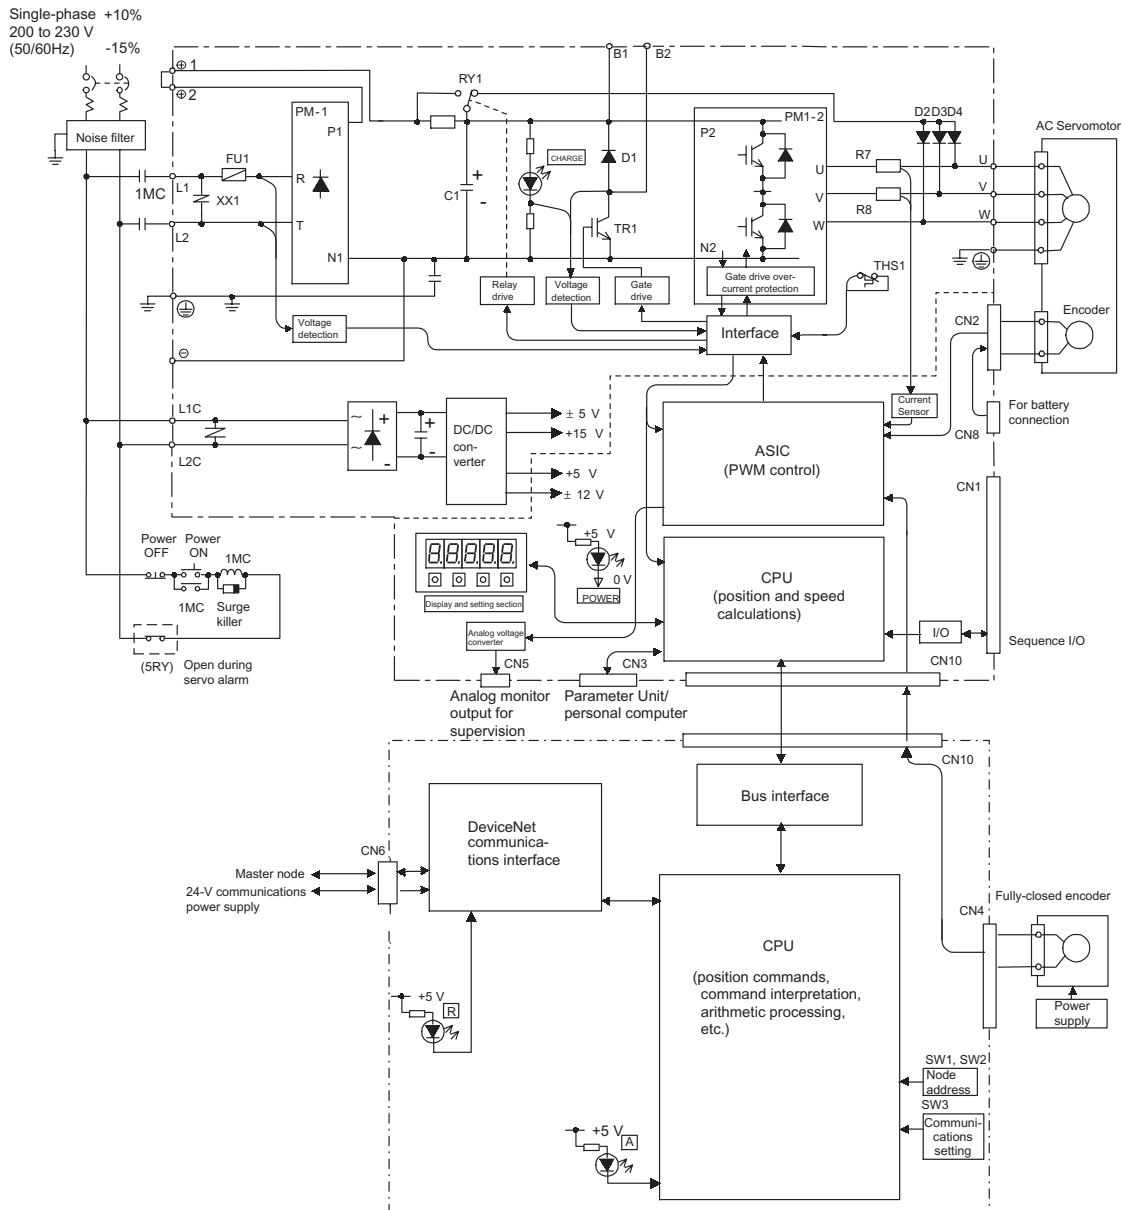 Single-phase +10%
200 to 230 V
(50/60Hz) -15%
1
2
B1 B2
RY1
PM-1
P1
PM1-2
P2
D2D3D4
AC Servomotor
Noise filter
FU1
CHARGE
D1
R7
U
U
1MC
L1
R
XX1
C1
+
-
V
V
R8
W
W
L2
T
TR1
N1
N2
Relay
drive
Voltage
detection
Gate
drive
Gate drive over-
current protection
THS1
Voltage
detection
Interface
CN2
Encoder
L1C
± 5 V
+
-
~
~
+
-
DC/DC
con-
verter
+15 V
+5 V
± 12 V
L2C
Current
Sensor
For battery
connection
CN8
ASIC
(PWM control)
CN1
Power
OFF
Power
ON
1MC
1MC
Surge
killer
+5 V
0 V
POWER
8.8.8.8.8.
Display and setting section
CPU
(position and speed
calculations)
Analog voltage
converter
I/O
Sequence I/O
(5RY)
Open during
servo alarm
CN5
CN3
CN10
Analog monitor
output for
supervision
Parameter Unit/
personal computer
CN10
Bus interface
DeviceNet
communica-
tions interface
CN6
Master node
24-V communications
power supply
Fully-closed encoder
CN4
CPU
(position commands,
command interpretation,
arithmetic processing,
etc.)
+5 V
R
Power
supply
SW1, SW2
Node
address
SW3
Communi-
cations
setting
+5 V
A